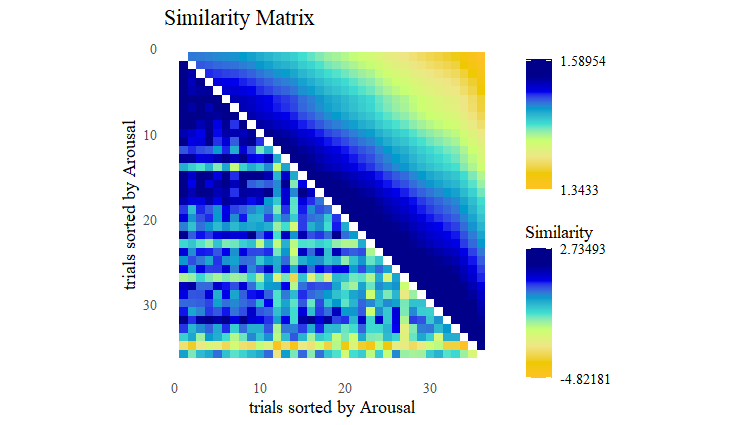 Similarity Matrix
0
10
20
30
trials sorted by Arousal
0 10 20 30
trials sorted by Arousal
1.58954
1.3433
Similarity
2.73493
-4.82181